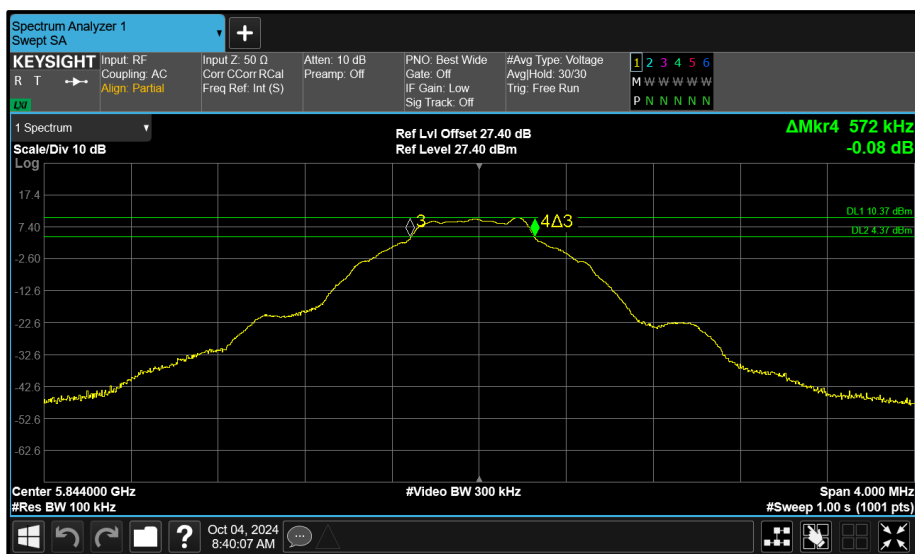 Spectrum Analyzer 1
Swept SA
+
KEYSIGHT
R T
LXI
Input: RF
Coupling: AC
Align: Partial
Input Z: 50 Ω
Corr CCorr RCal
Freq Ref: Int (S)
Atten: 10 dB
Preamp: Off
PNO: Best Wide
Gate: Off
IF Gain: Low
Sig Track: Off
#Avg Type: Voltage
Avg|Hold: 30/30
Trig: Free Run
1 2 3 4 5 6
M W W W W W
P N N N N N
1 Spectrum
Scale/Div 10 dB
Log
Ref Lvl Offset 27.40 dB
Ref Level 27.40 dBm
ΔMkr4 572 kHz
-0.08 dB
17.4
7.40
-2.60
-12.6
-22.6
-32.6
-42.6
-52.6
-62.6
3
4Δ3
DL1 10.37 dBm
DL2 4.37 dBm
Center 5.844000 GHz
#Res BW 100 kHz
#Video BW 300 kHz
Span 4.000 MHz
#Sweep 1.00 s (1001 pts)
?
Oct 04, 2024
8:40:07 AM